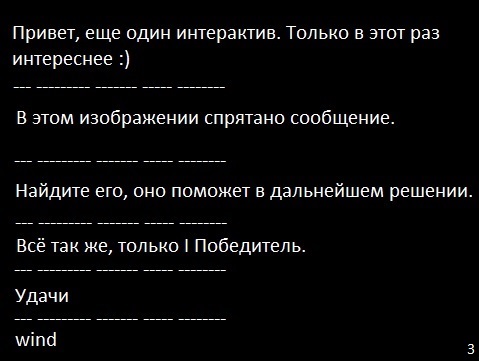 Привет, еще один интерактив. Только в этот раз
интереснее :)
--- --------- ------- ----- --------
В этом изображении спрятано сообщение.
--- --------- ------- ----- --------
Найдите его, оно поможет в дальнейшем решении.
--- --------- ------- ----- --------
Всё так же, только I Победитель.
--- --------- ------- ----- --------
Удачи
--- --------- ------- ----- --------
wind
3